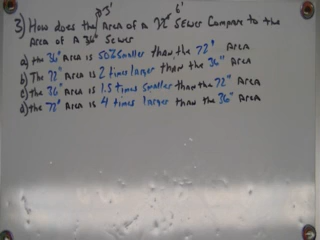 3' 6'
3) How does the Area of a 72" Sewer Compare to the
Area of A 36" Sewer
a) the 36" Area is 50% Smaller than the 72" Area
b) The 72" Area is 2 times larger than the 36" Area
c) the 36" Area is 1.5 times smaller than the 72" Area
d) the 72" Area is 4 times larger than the 36" Area